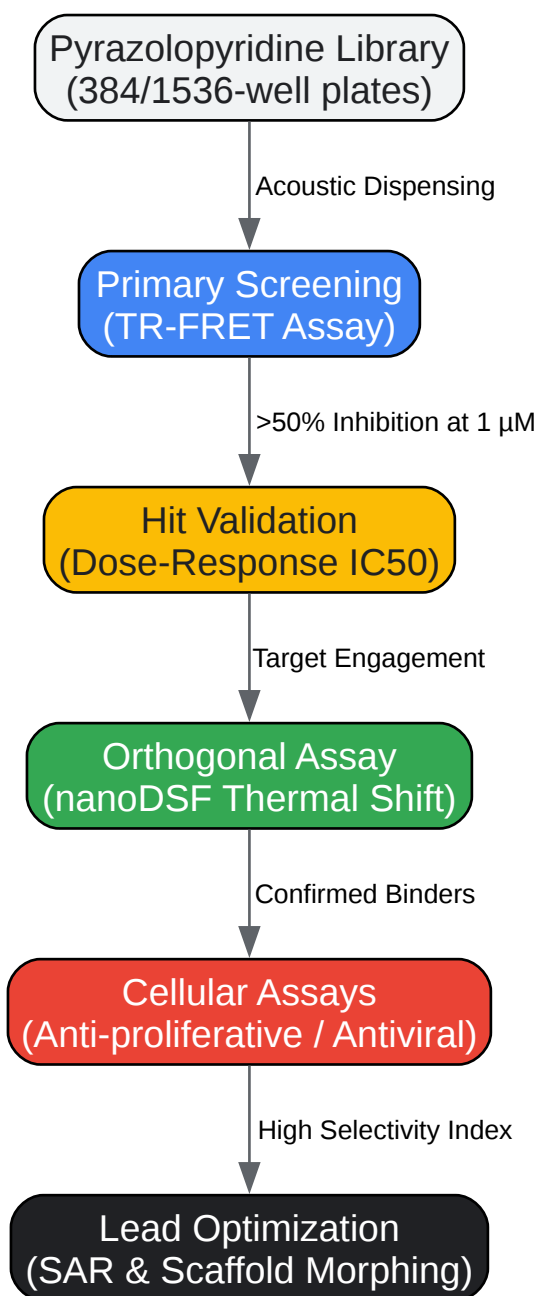 Pyrazolopyridine Library
(384/1536-well plates)
Acoustic Dispensing
Primary Screening
(TR-FRET Assay)
>50% Inhibition at 1 µM
Hit Validation
(Dose-Response IC50)
Target Engagement
Orthogonal Assay
(nanoDSF Thermal Shift)
Confirmed Binders
Cellular Assays
(Anti-proliferative / Antiviral)
High Selectivity Index
Lead Optimization
(SAR & Scaffold Morphing)